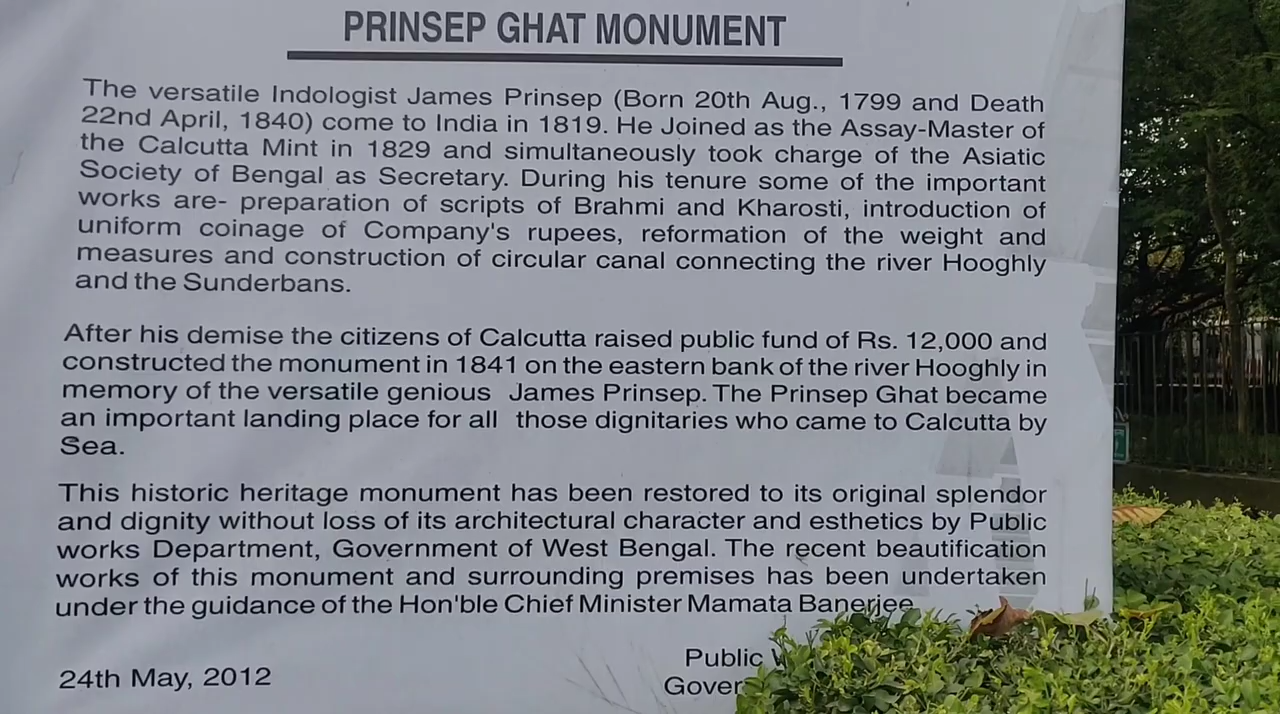 PRINSEP GHAT MONUMENT
The versatile Indologist James Prinsep (Born 20th Aug., 1799 and Death
22nd April, 1840) come to India in 1819. He Joined as the Assay-Master of
the Calcutta Mint in 1829 and simultaneously took charge of the Asiatic
Society of Bengal as Secretary. During his tenure some of the important
works are- preparation of scripts of Brahmi and Kharosti, introduction of
uniform coinage of Company's rupees, reformation of the weight and
measures and construction of circular canal connecting the river Hooghly
and the Sunderbans.
After his demise the citizens of Calcutta raised public fund of Rs. 12,000 and
constructed the monument in 1841 on the eastern bank of the river Hooghly in
memory of the versatile genious James Prinsep. The Prinsep Ghat became
an important landing place for all those dignitaries who came to Calcutta by
Sea.
This historic heritage monument has been restored to its original splendor
and dignity without loss of its architectural character and esthetics by Public
works Department, Government of West Bengal. The recent beautification
works of this monument and surrounding premises has been undertaken
under the guidance of the Hon'ble Chief Minister Mamata Banerjee
Public
24th May, 2012